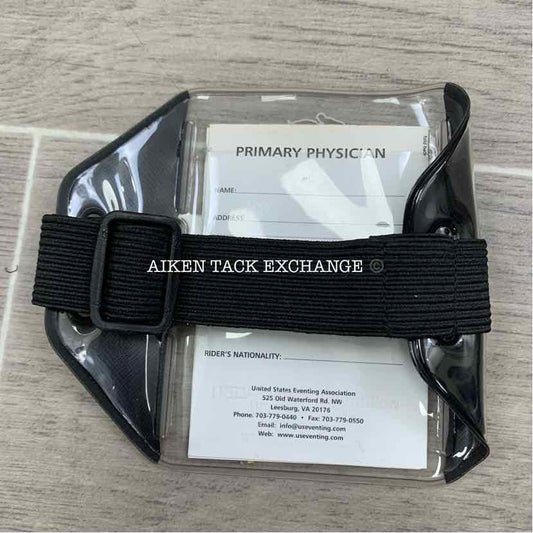 PRIMARY PHYSICIAN
NAME:
ADDRESS:
AIKEN TACK EXCHANGE ©
RIDER'S NATIONALITY:
United States Eventing Association
525 Old Waterford Rd. NW
Leesburg, VA 20176
Phone: 703-779-0440 • Fax: 703-779-0550
Email: info@useventing.com
Web: www.useventing.com